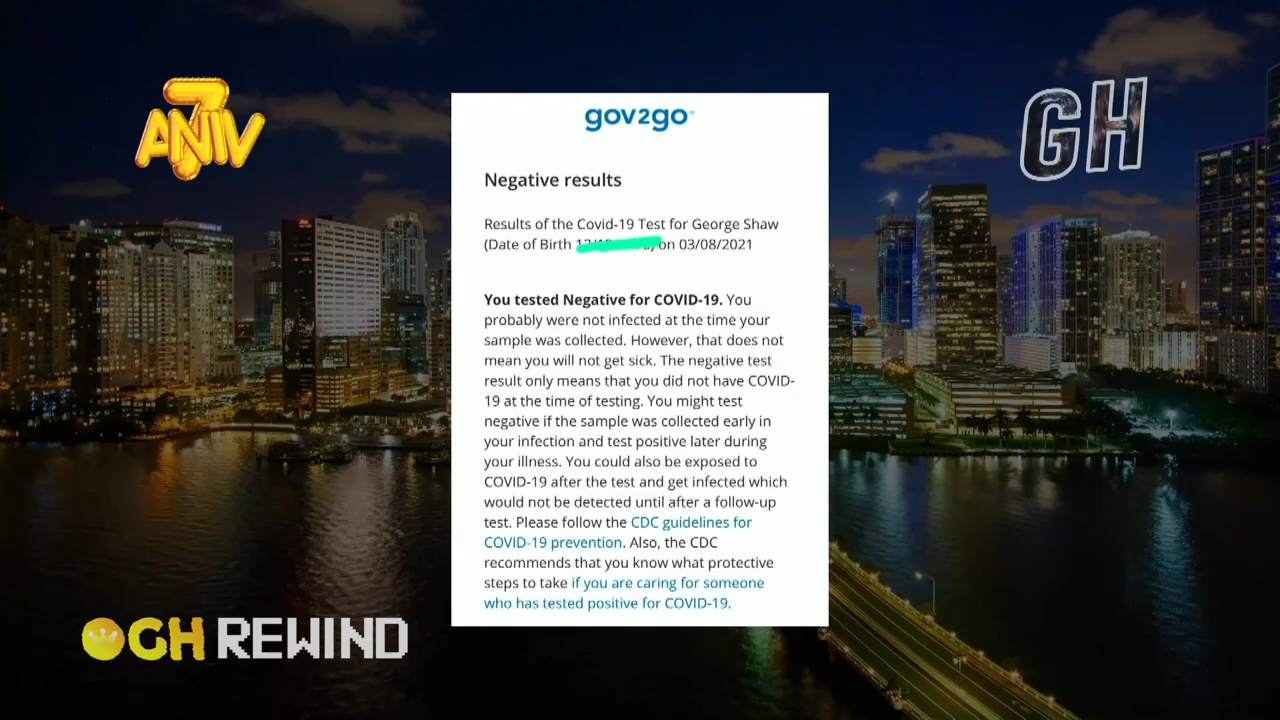 7
ANIV
GH
gov2go
Negative results
Results of the Covid-19 Test for George Shaw
(Date of Birth on 03/08/2021
You tested Negative for COVID-19. You
probably were not infected at the time your
sample was collected. However, that does not
mean you will not get sick. The negative test
result only means that you did not have COVID-
19 at the time of testing. You might test
negative if the sample was collected early in
your infection and test positive later during
your illness. You could also be exposed to
COVID-19 after the test and get infected which
would not be detected until after a follow-up
test. Please follow the CDC guidelines for
COVID-19 prevention. Also, the CDC
recommends that you know what protective
steps to take if you are caring for someone
who has tested positive for COVID-19.
GH REWIND